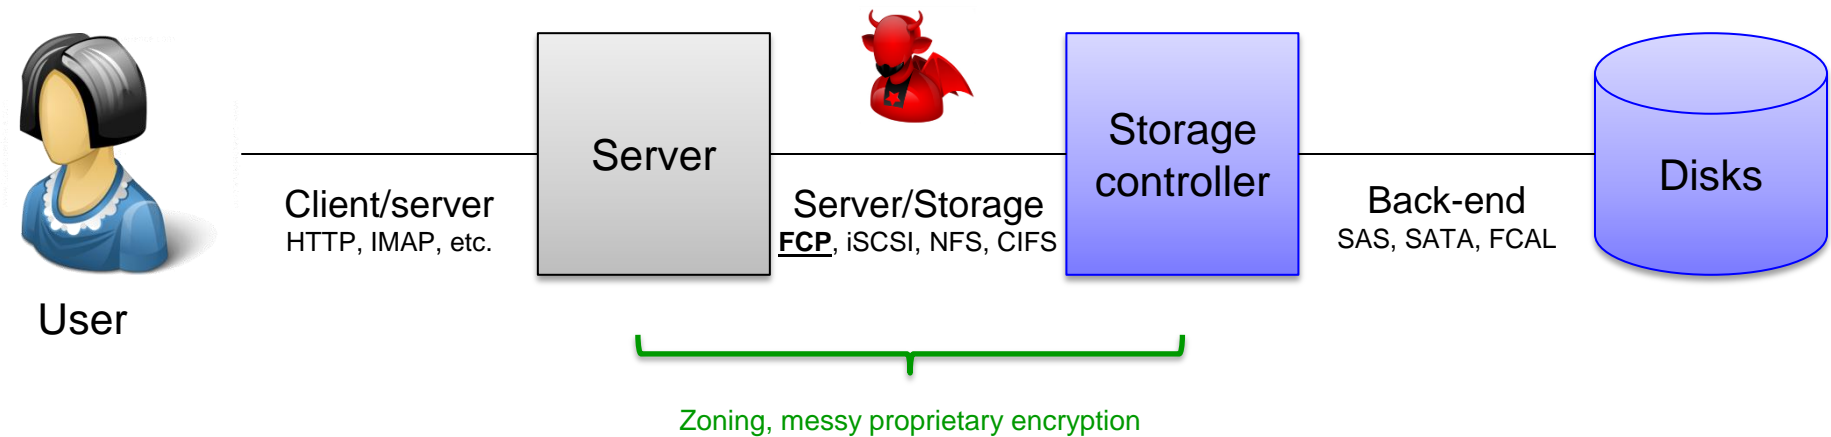 User
Client/server
HTTP, IMAP, etc.
Server
Server/Storage
FCP, iSCSI, NFS, CIFS
Storage
controller
Back-end
SAS, SATA, FCAL
Disks
Zoning, messy proprietary encryption